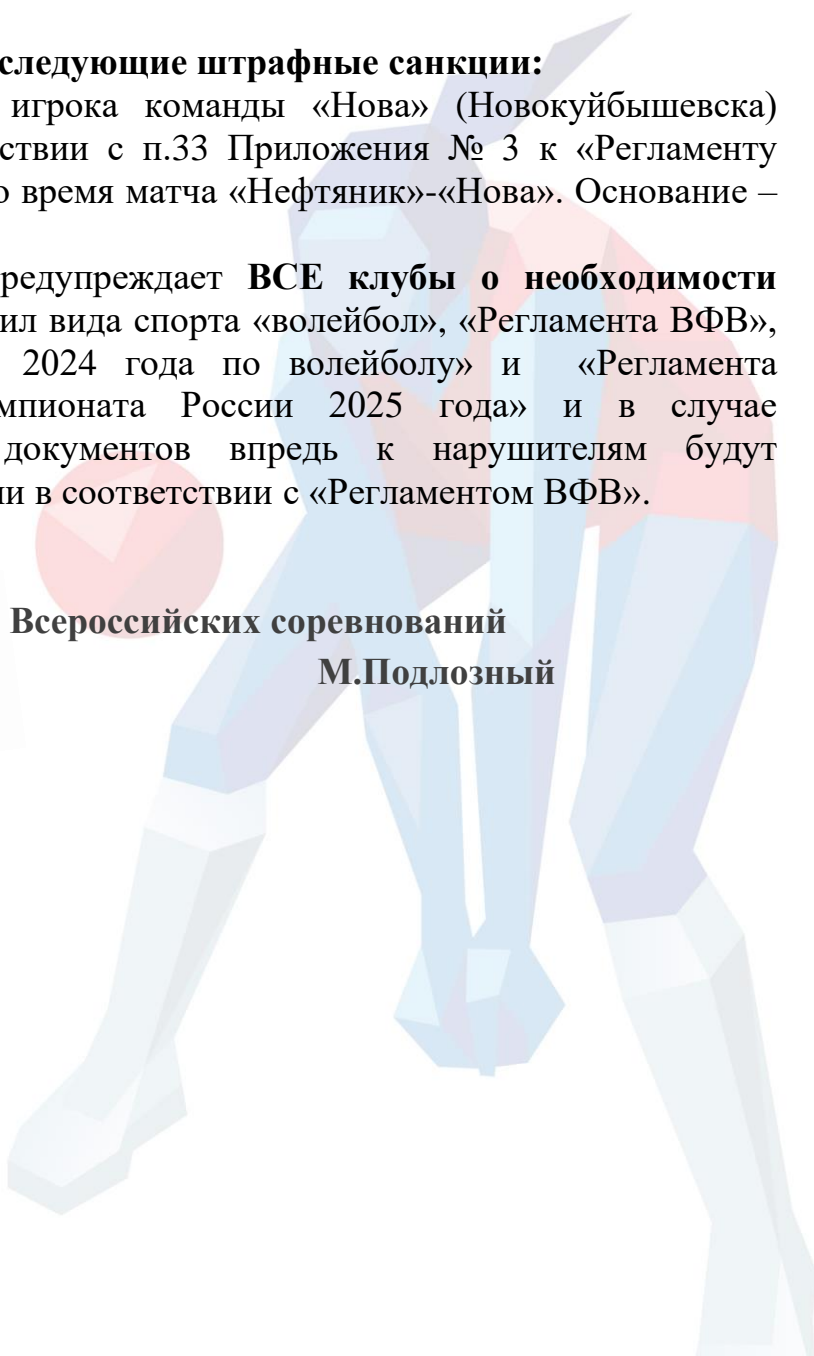 следующие штрафные санкции:
игрока команды «Нова» (Новокуйбышевска)
ствии с п.33 Приложения № 3 к «Регламенту
о время матча «Нефтяник»-«Нова». Основание –
редупреждает ВСЕ клубы о необходимости
ил вида спорта «волейбол», «Регламента ВФВ»,
2024 года по волейболу» и «Регламента
мпионата России 2025 года» и в случае
документов впредь к нарушителям будут
и в соответствии с «Регламентом ВФВ».
Всероссийских соревнований
М.Подлозный